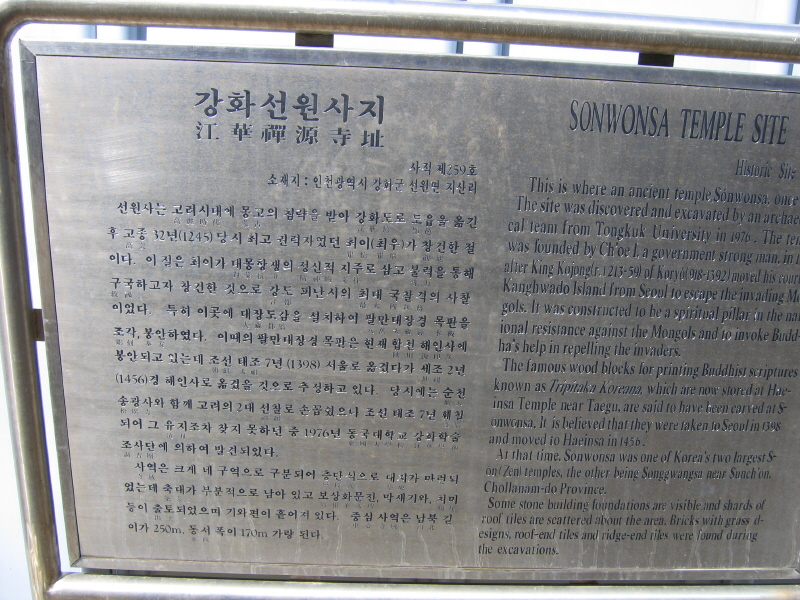 강화선원사지
江華禪源寺址
사적 제259호
소재지 : 인천광역시 강화군 선원면 지산리
선원사는 고려시대에 몽고의 침략을 받아 강화도로 도읍을 옮긴
후 고종 32년(1245) 당시 최고 권력자였던 최이(최우)가 창건한 절
이다. 이 절은 최이가 대몽항쟁의 정신적 지주로 삼고 불력을 통해
구국하고자 창건한 것으로 강도 피난시의 최대 국찰격의 사찰
이었다. 특히 이곳에 대장도감을 설치하여 팔만대장경 목판을
조각, 봉안하였다. 이때의 팔만대장경 목판은 현재 합천 해인사에
봉안되고 있는데 조선 태조 7년 (1398) 서울로 옮겼다가 세조 2년
(1456)경 해인사로 옮겼을 것으로 추정하고 있다. 당시에는 순천
송광사와 함께 고려의 2대 선찰로 손꼽혔으나 조선 태조 7년
되어 그 유지조차 찾지 못하던 중 1976년 동국대학교 강화학술
조사단에 의하여 발견되었다.
사역은 크게 네 구역으로 구분되어 중단식으로 대지가 마련되
었는데 축대가 부분적으로 남아 있고 보상화문전, 막새기와, 치미
등이 출토되었으며 기와편이 흩어져 있다. 중심 사역은 남북 길
이가 250m, 동서 폭이 170m 가량 된다.
SONWONSA TEMPLE SITE
Historic Site
This is where an ancient temple, Sonwonsa, once
The site was discovered and excavated by an archae
cal team from Tongkuk University in 1976. The tem
was founded by Ch'oe I, a government strong man, in
after King Kojong(r.1213-59) of Koryo(918-1392) moved his court
Kanghwado Island from Seoul to escape the invading Mo
gols. It was constructed to be a spiritual pillar in the nat
ional resistance against the Mongols and to invoke Budd-
ha's help in repelling the invaders.
The famous wood blocks for printing Buddhist scriptures
known as Tripitaka Koreana, which are now stored at Hae-
insa Temple near Taegu, are said to have been carved at S-
onwonsa. It is believed that they were taken to Seoul in 1398
and moved to Haeinsa in 1456.
At that time, Sonwonsa was one of Korea's two largest S-
on(Zen) temples, the other being Songgwangsa near Sunch'on,
Chollanam-do Province.
Some stone building foundations are visible and shards of
roof tiles are scattered about the area. Bricks with grass d-
esigns, roof-end tiles and ridge-end tiles were found during
the excavations.